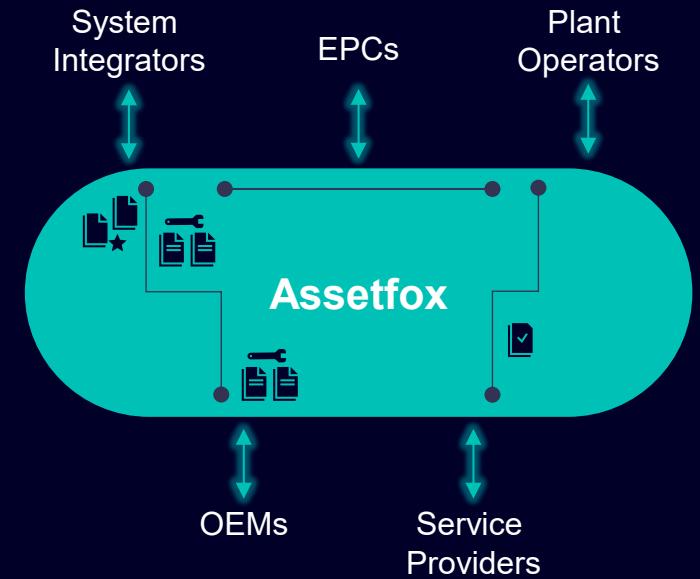 System
Integrators
EPCs
Plant
Operators
Assetfox
OEMs
Service
Providers